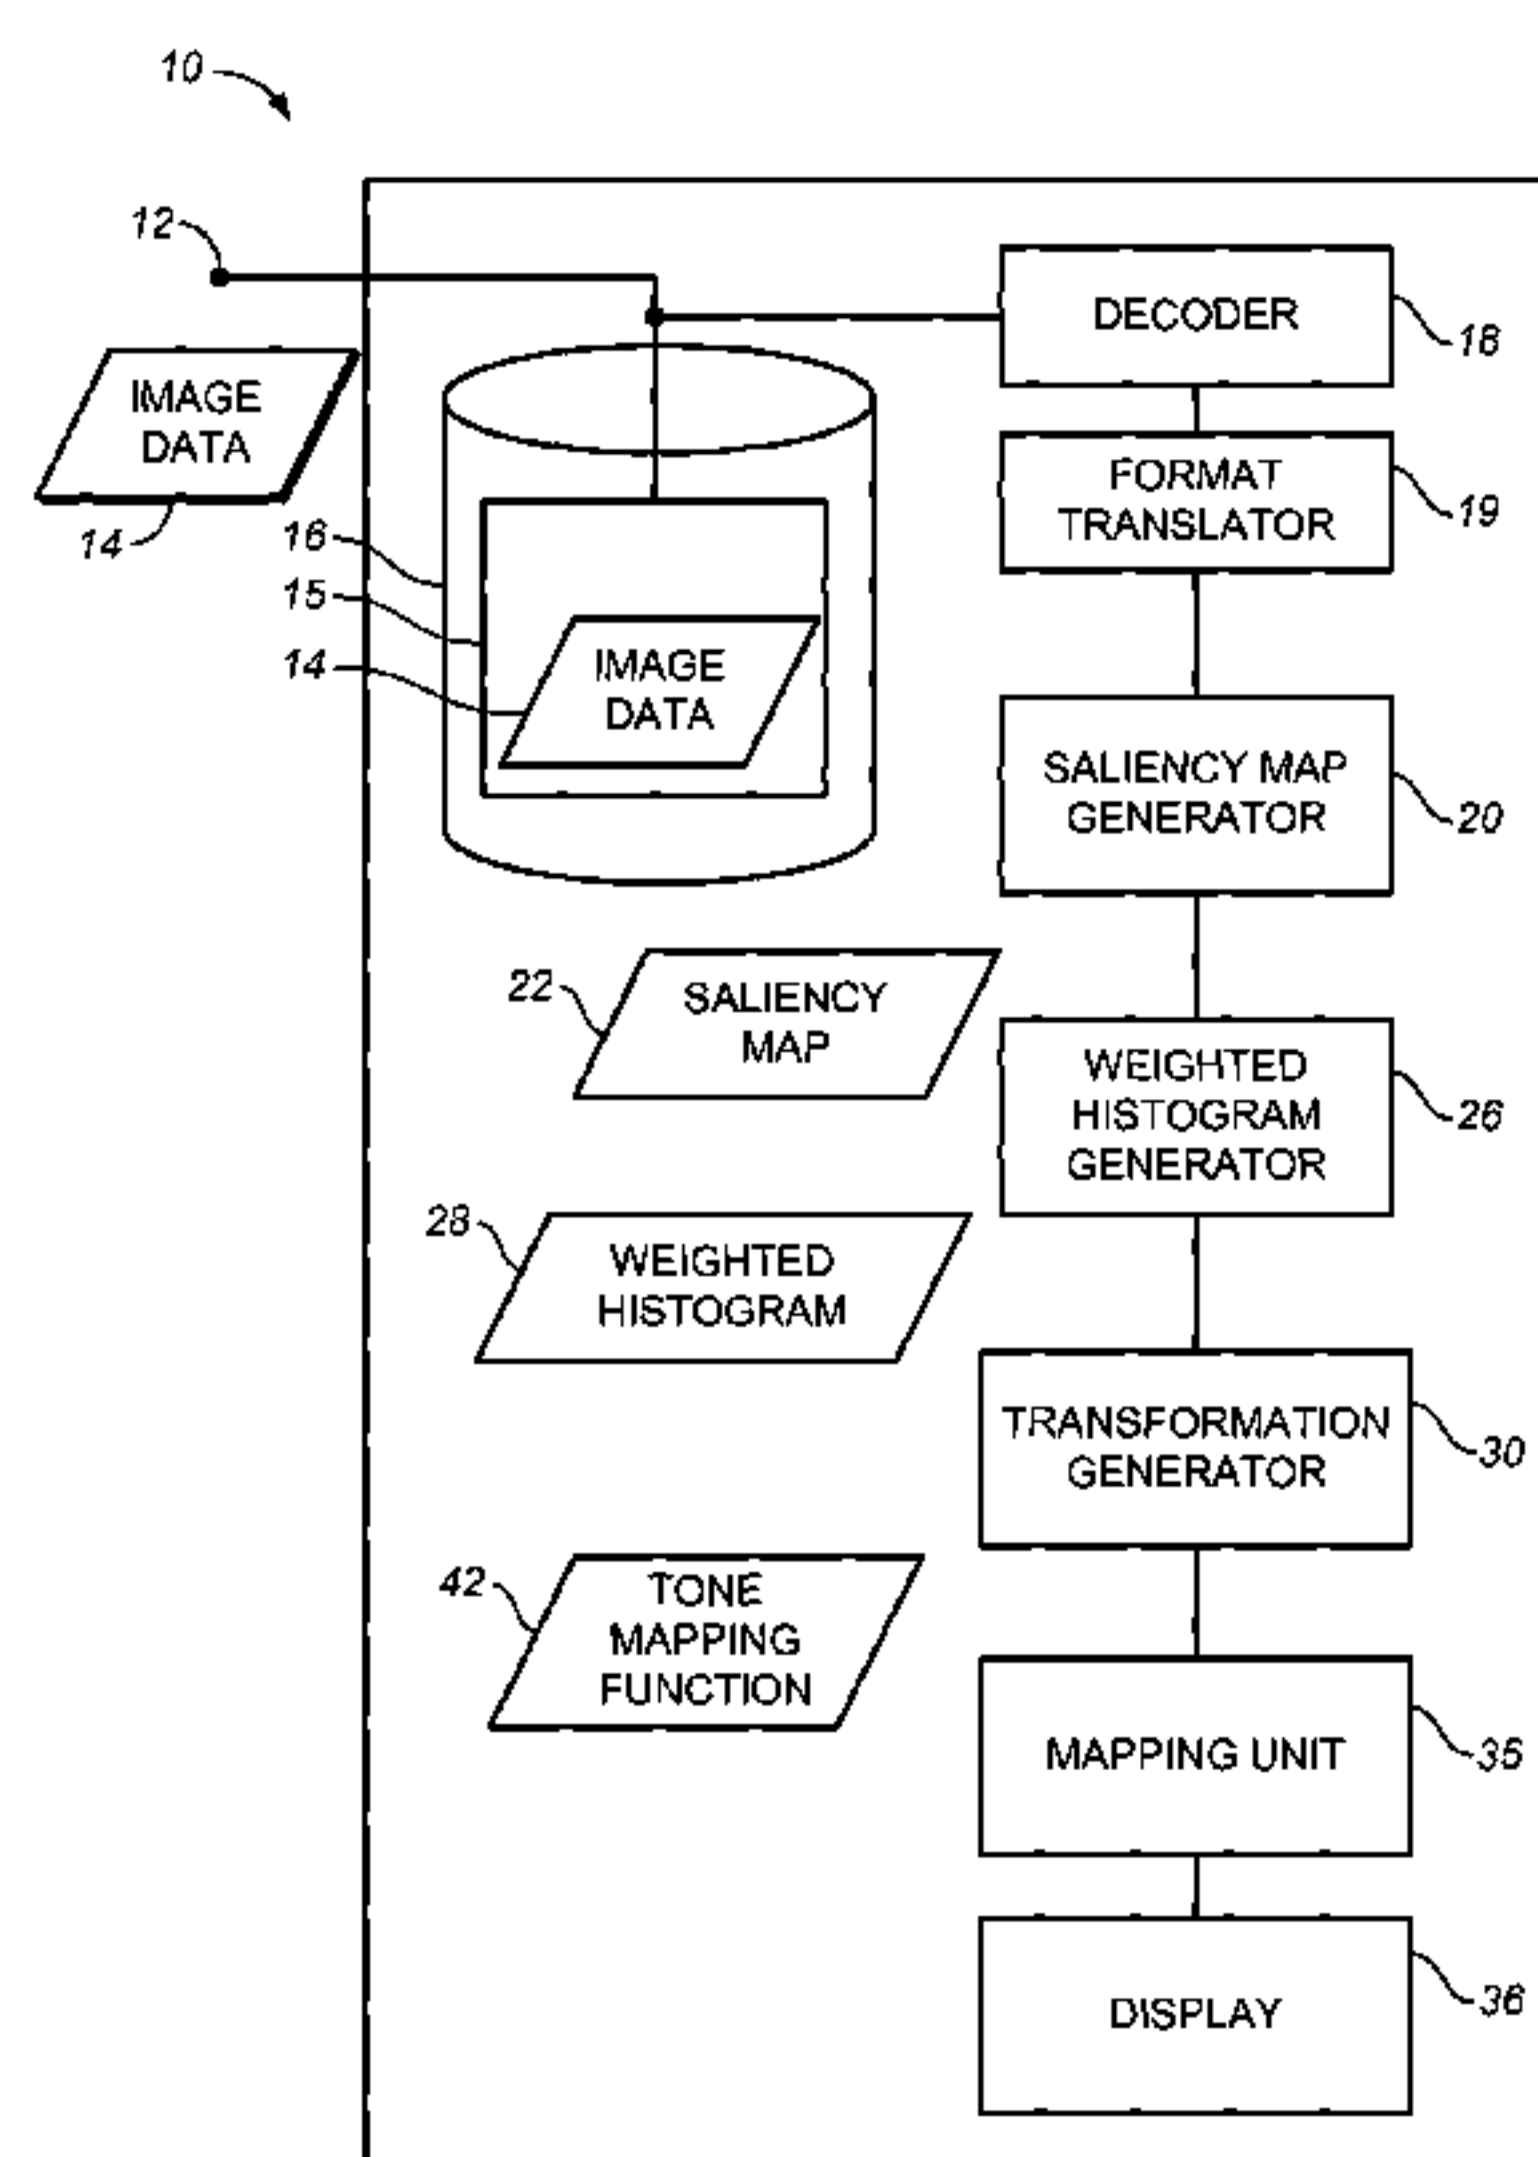 10
12
DECODER
18
IMAGE
DATA
14
FORMAT
TRANSLATOR
19
16
15
14
IMAGE
DATA
SALIENCY MAP
GENERATOR
20
22
SALIENCY
MAP
WEIGHTED
HISTOGRAM
GENERATOR
26
28
WEIGHTED
HISTOGRAM
TRANSFORMATION
GENERATOR
30
42
TONE
MAPPING
FUNCTION
MAPPING UNIT
35
DISPLAY
36